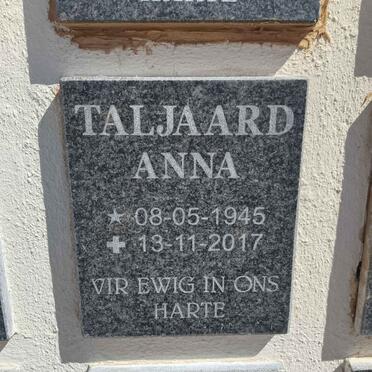 TALJAARD
ANNA
★ 08-05-1945
✚ 13-11-2017
VIR EWIG IN ONS
HARTE